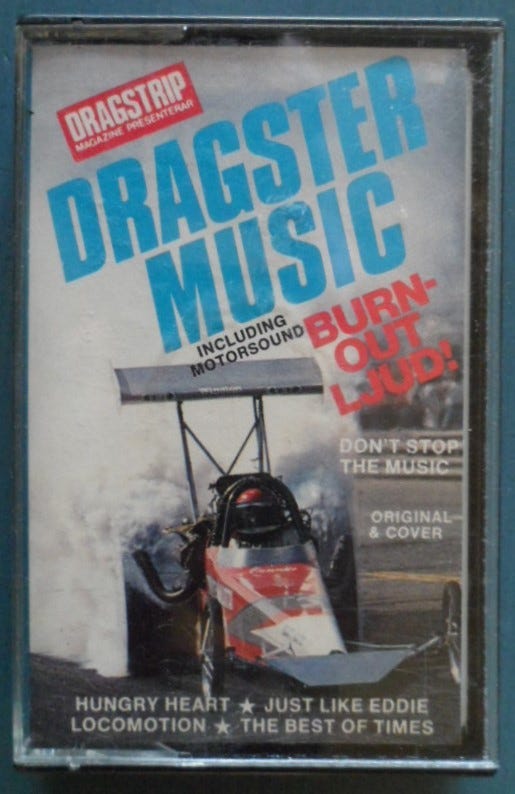 DRAGSTRIP
MAGAZINE PRESENTERAR
DRAGSTER
MUSIC
INCLUDING
MOTORSOUND
BURN-
OUT
LJUD!
Winston
DON'T STOP
THE MUSIC
ORIGINAL
& COVER
HUNGRY HEART ★ JUST LIKE EDDIE
LOCOMOTION ★ THE BEST OF TIMES